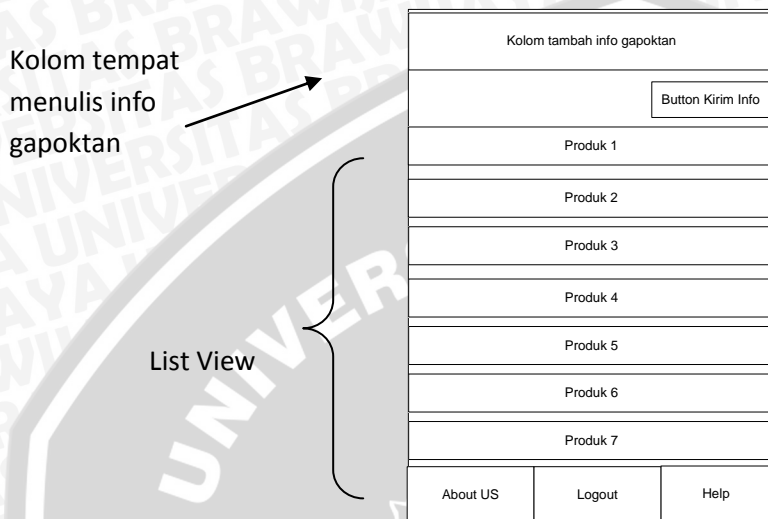 Kolom tempat
menulis info
gapoktan
Kolom tambah info gapoktan
Button Kirim Info
Produk 1
Produk 2
Produk 3
Produk 4
Produk 5
Produk 6
Produk 7
List View
About US
Logout
Help